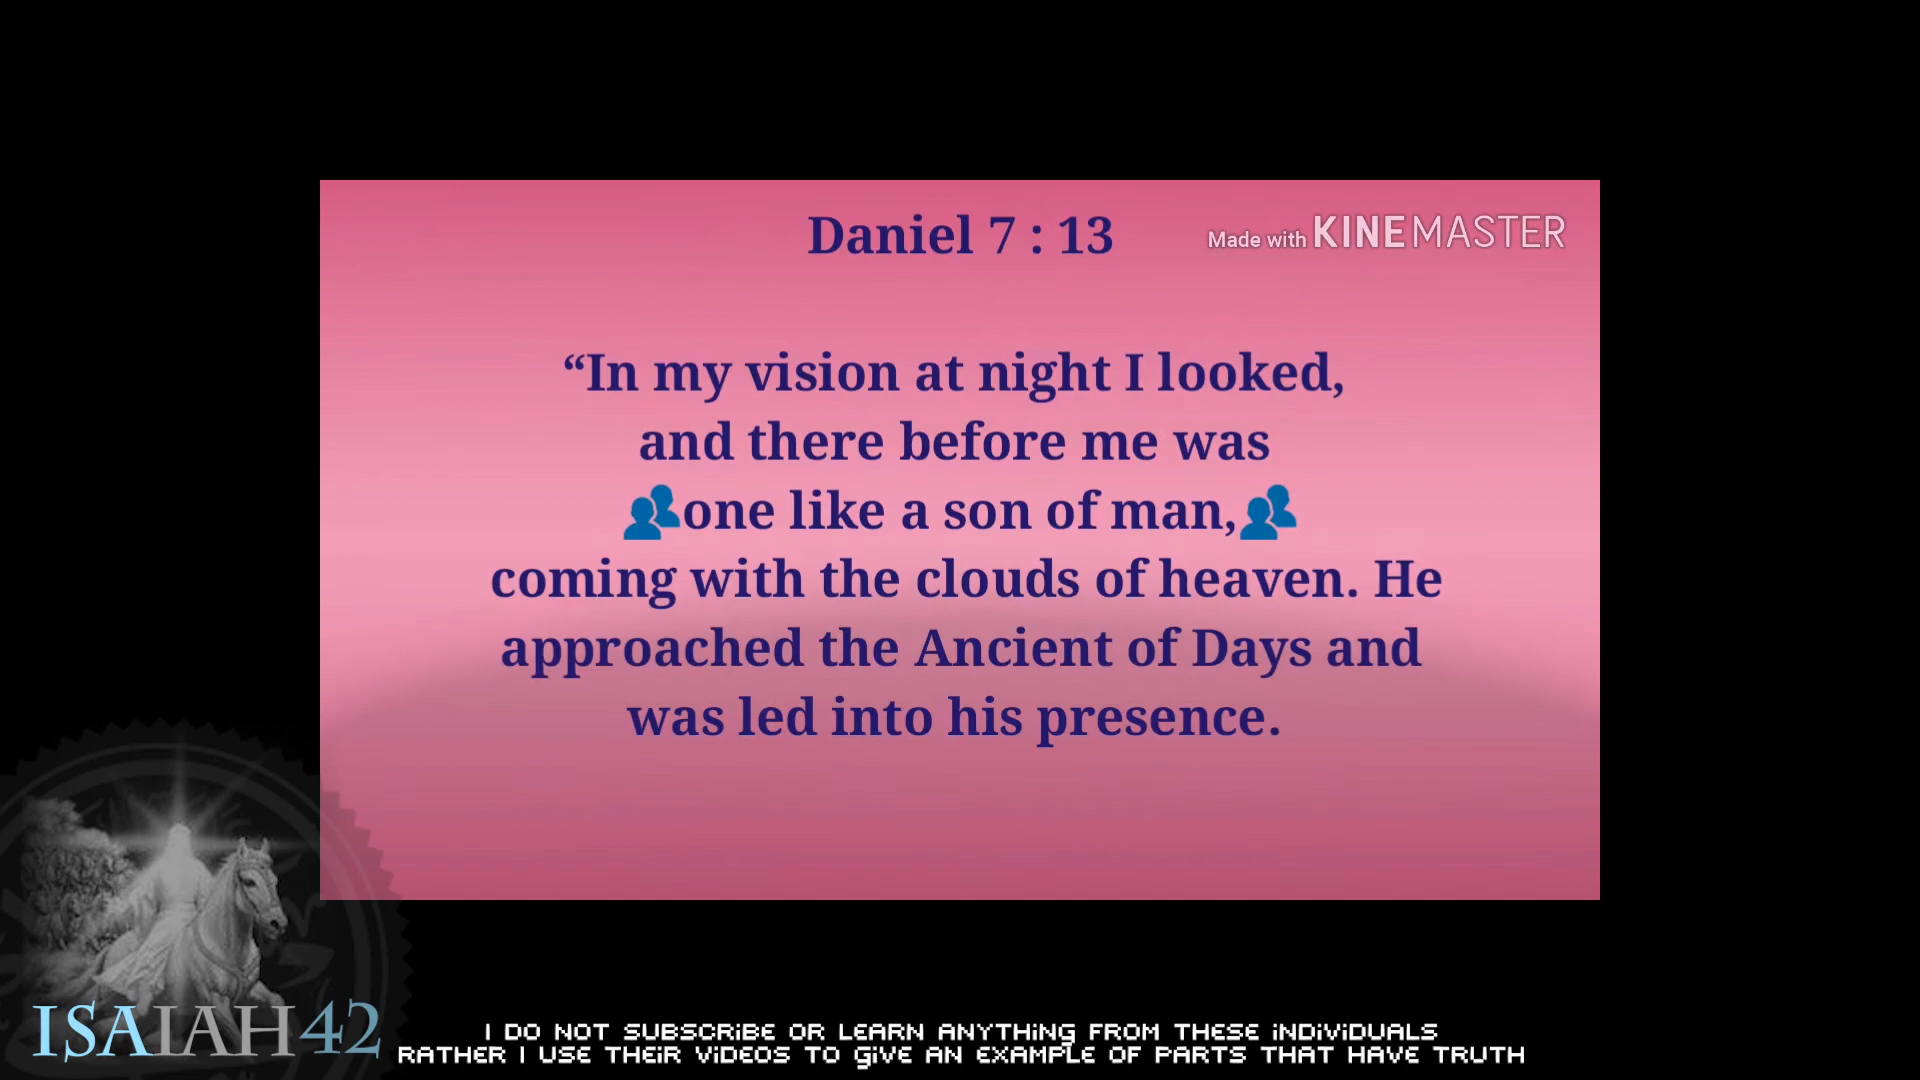 Daniel 7 : 13
Made with KINEMASTER
“In my vision at night I looked,
and there before me was
👥one like a son of man,👥
coming with the clouds of heaven. He
approached the Ancient of Days and
was led into his presence.
ISAIAH 42
I DO NOT SUBSCRiBE OR LEARN ANYTHiNg FROM THESE iNDiViDUALS
RATHER I USE THEiR ViDEOS TO giVE AN EXAMPLE OF PARTS THAT HAVE TRUTH